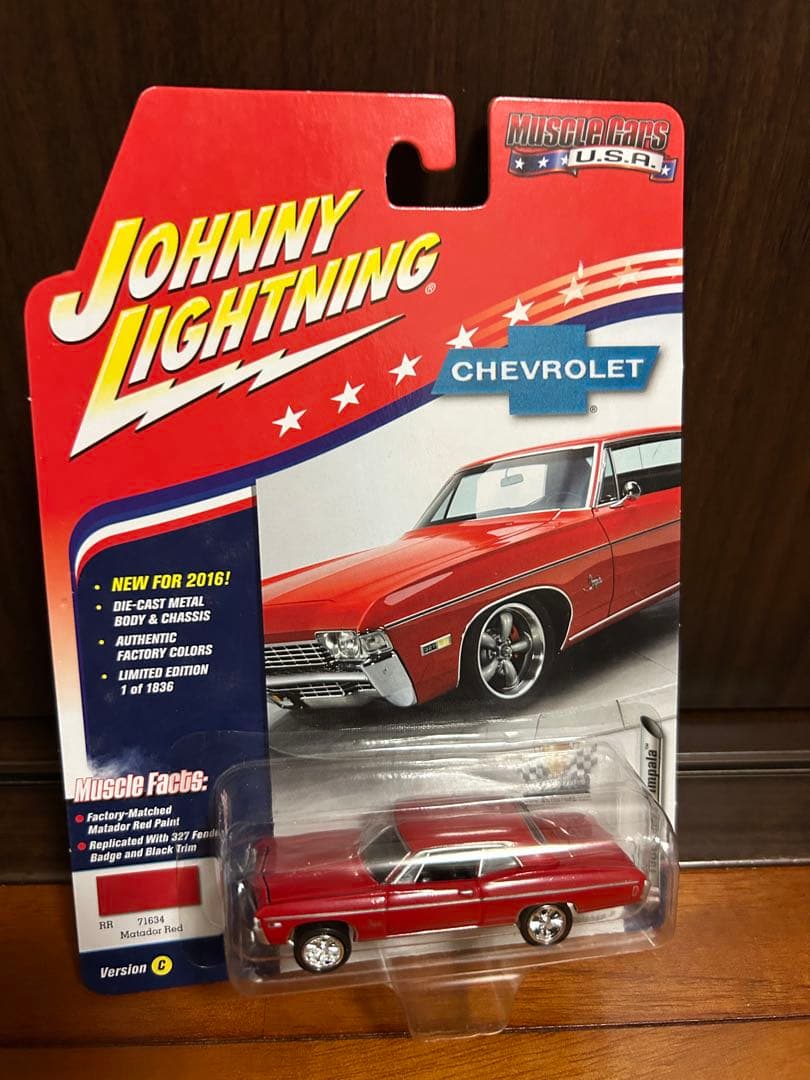 Muscle Cars
U.S.A.
JOHNNY
LIGHTNING®
CHEVROLET
®
• NEW FOR 2016!
• DIE-CAST METAL
BODY & CHASSIS
• AUTHENTIC
FACTORY COLORS
• LIMITED EDITION
1 of 1836
Muscle Facts:
• Factory-Matched
Matador Red Paint
• Replicated With 327
Badge and Black Trim
RR 71634
Matador Red
Version C
Impala™